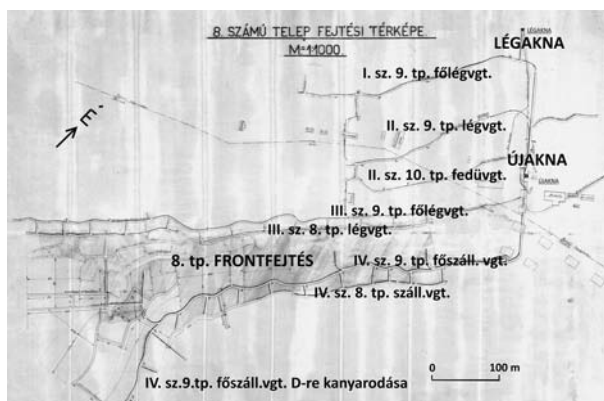 8. SZÁMÚ TELEP FEJTÉSI TÉRKÉPE.
M=1:1000
LÉGAKNA
LÉGAKNA
I. sz. 9. tp. főlégvgt.
É.
II. sz. 9. tp. légvgt.
ÚJAKNA
II. sz. 10. tp. fedüvgt.
ÚJAKNA
III. sz. 9. tp. főlégvgt.
III. sz. 8. tp. légvgt.
8. tp. FRONTFEJTÉS
IV. sz. 9. tp. főszáll. vgt.
IV. sz. 8. tp. száll.vgt.
IV. sz.9.tp. főszáll.vgt. D-re kanyarodása
0 100 m